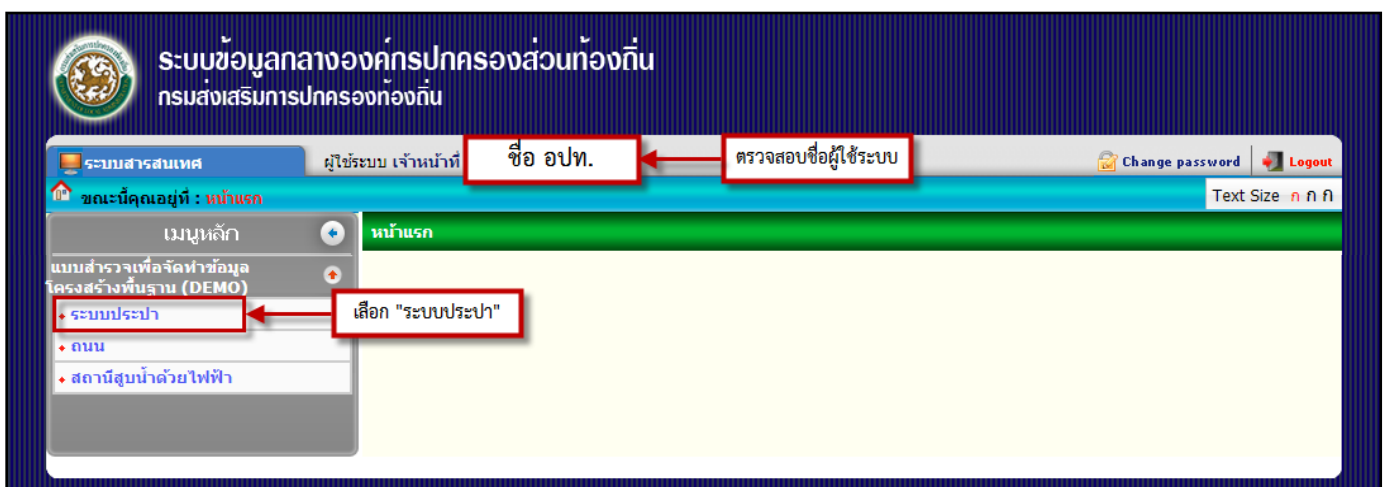 ระบบข้อมูลกลางองค์กรปกครองส่วนท้องถิ่น
กรมส่งเสริมการปกครองท้องถิ่น
ระบบสารสนเทศ
ผู้ใช้ระบบ เจ้าหน้าที่
ชื่อ อปท.
ตรวจสอบชื่อผู้ใช้ระบบ
Change password
Logout
ขณะนี้คุณอยู่ที่ : หน้าแรก
Text Size ก ก ก
เมนูหลัก
หน้าแรก
แบบสำรวจเพื่อจัดทำข้อมูล
โครงสร้างพื้นฐาน (DEMO)
ระบบประปา
เลือก "ระบบประปา"
ถนน
สถานีสูบน้ำด้วยไฟฟ้า